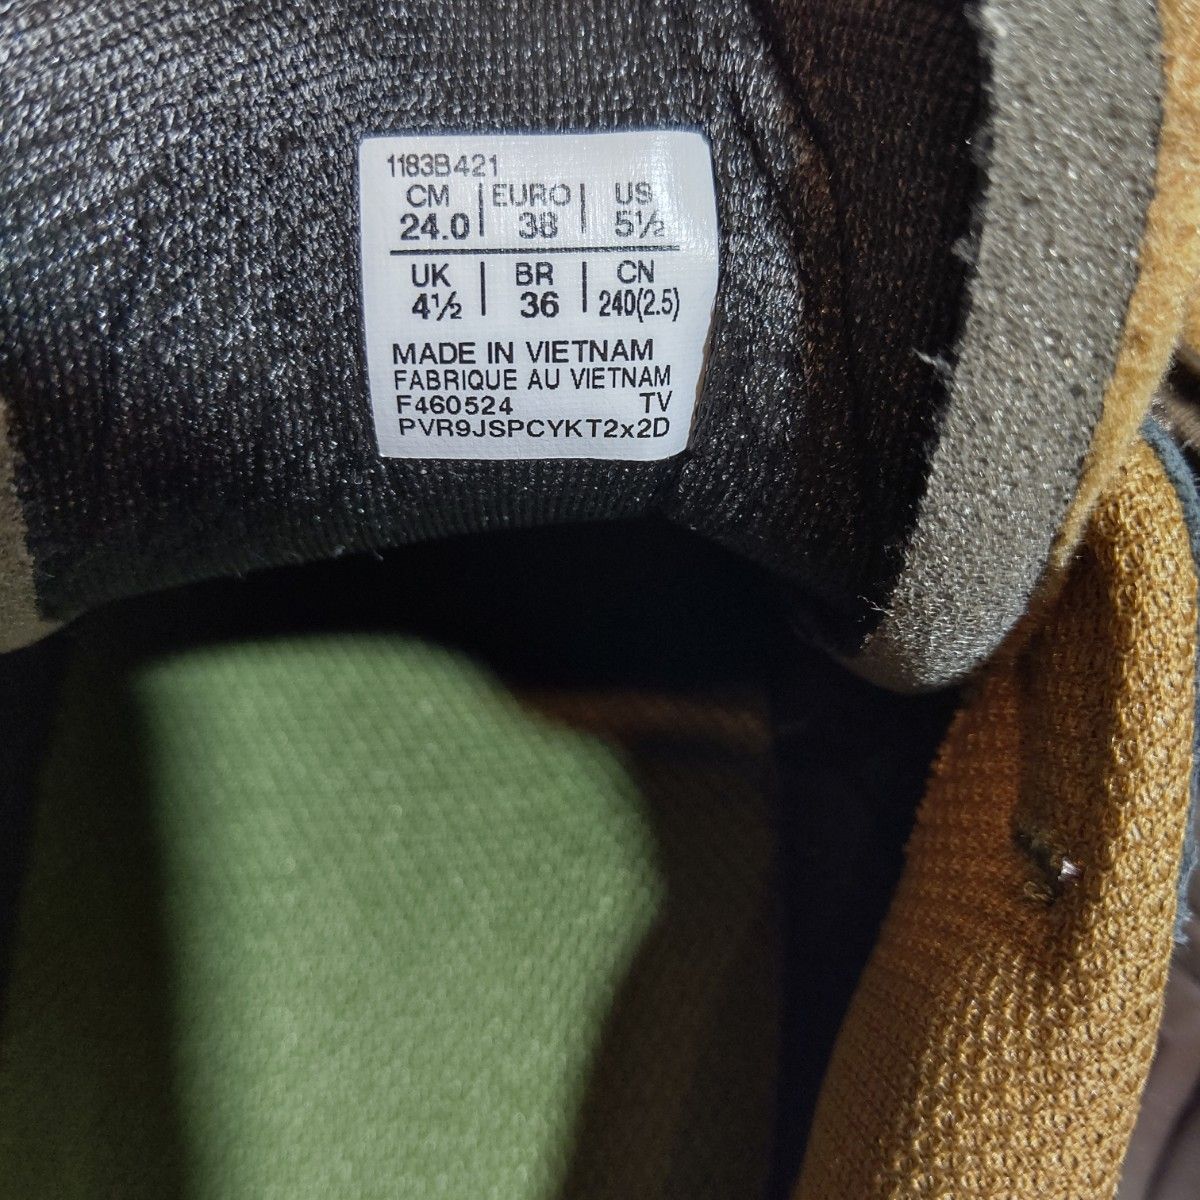 1183B421
CM | EURO | US
24.0 | 38 | 5½
UK | BR | CN
4½ | 36 | 240(2.5)
MADE IN VIETNAM
FABRIQUE AU VIETNAM
F460524 TV
PVR9JSPCYKT2x2D